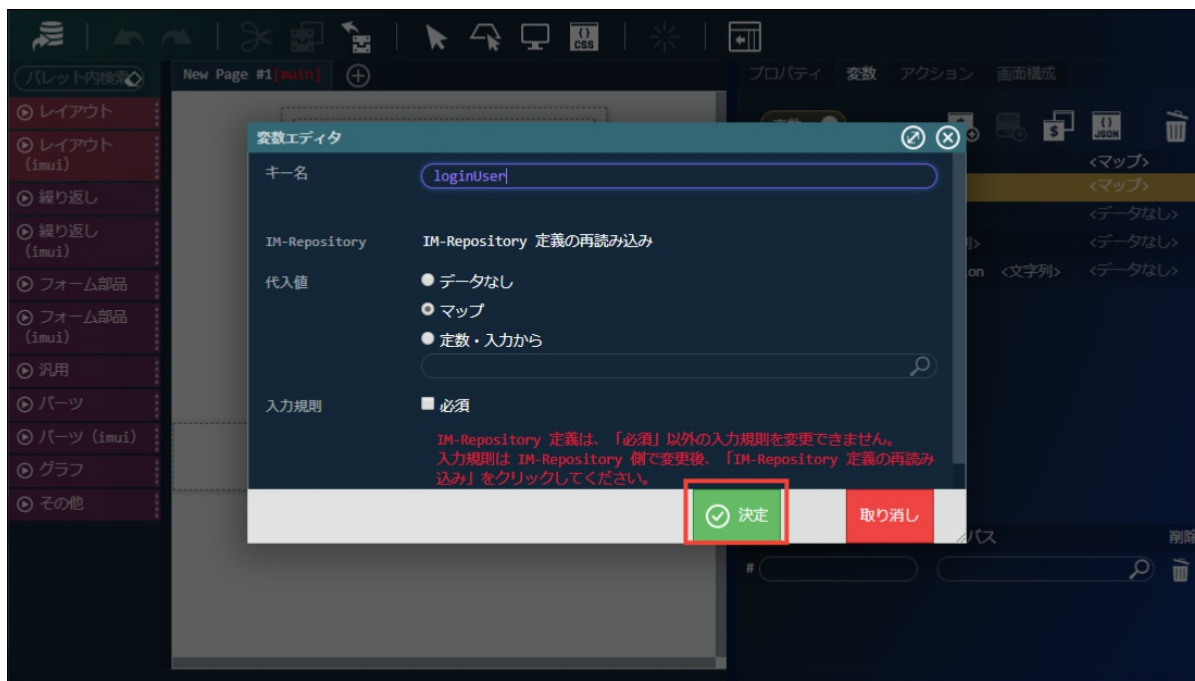 CSS
パレット内検索
New Page #1[main]
プロパティ 変数 アクション 画面構成
レイアウト
レイアウト
(imui)
繰り返し
繰り返し
(imui)
フォーム部品
フォーム部品
(imui)
汎用
パーツ
パーツ (imui)
グラフ
その他
変数エディタ
キー名
loginUser
IM-Repository
IM-Repository 定義の再読み込み
代入値
データなし
マップ
定数・入力から
入力規則
必須
IM-Repository 定義は、「必須」以外の入力規則を変更できません。
入力規則は IM-Repository 側で変更後、「IM-Repository 定義の再読み
込み」をクリックしてください。
決定
取り消し
JSON
<マップ>
<マップ>
<データなし>
<データなし>
on <文字列> <データなし>
パス
削除
#